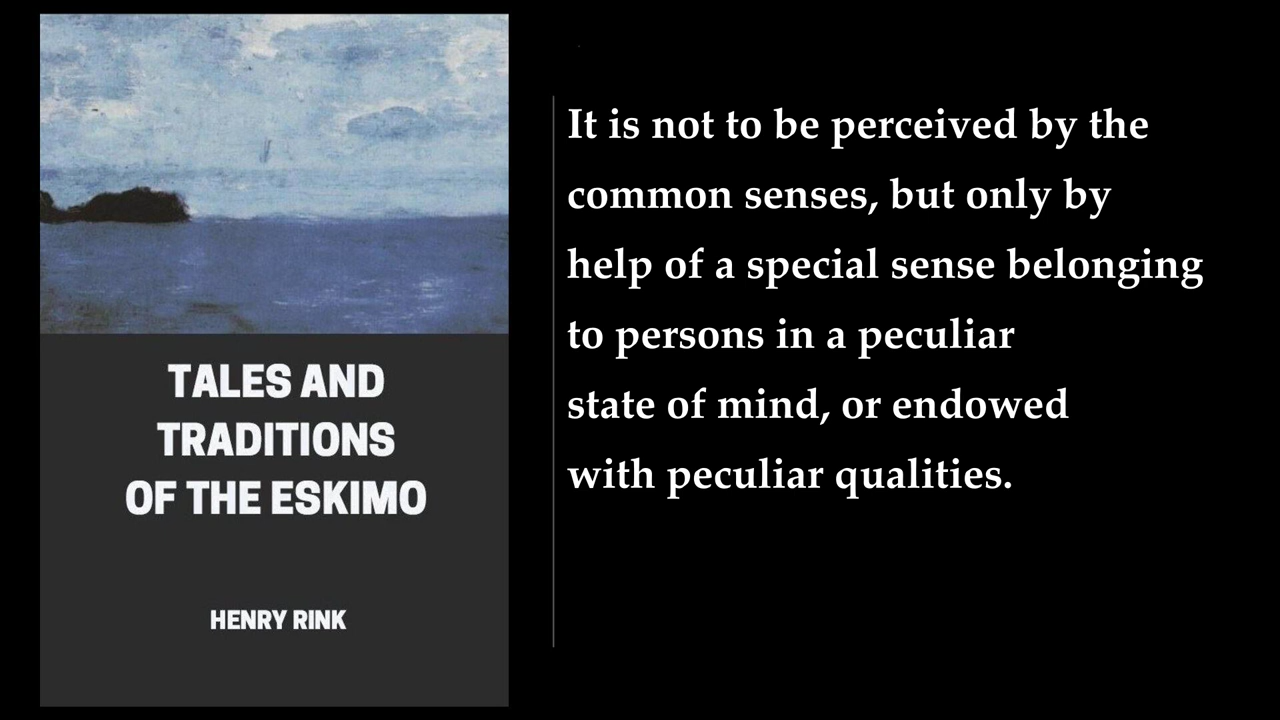 TALES AND
TRADITIONS
OF THE ESKIMO
HENRY RINK
It is not to be perceived by the
common senses, but only by
help of a special sense belonging
to persons in a peculiar
state of mind, or endowed
with peculiar qualities.